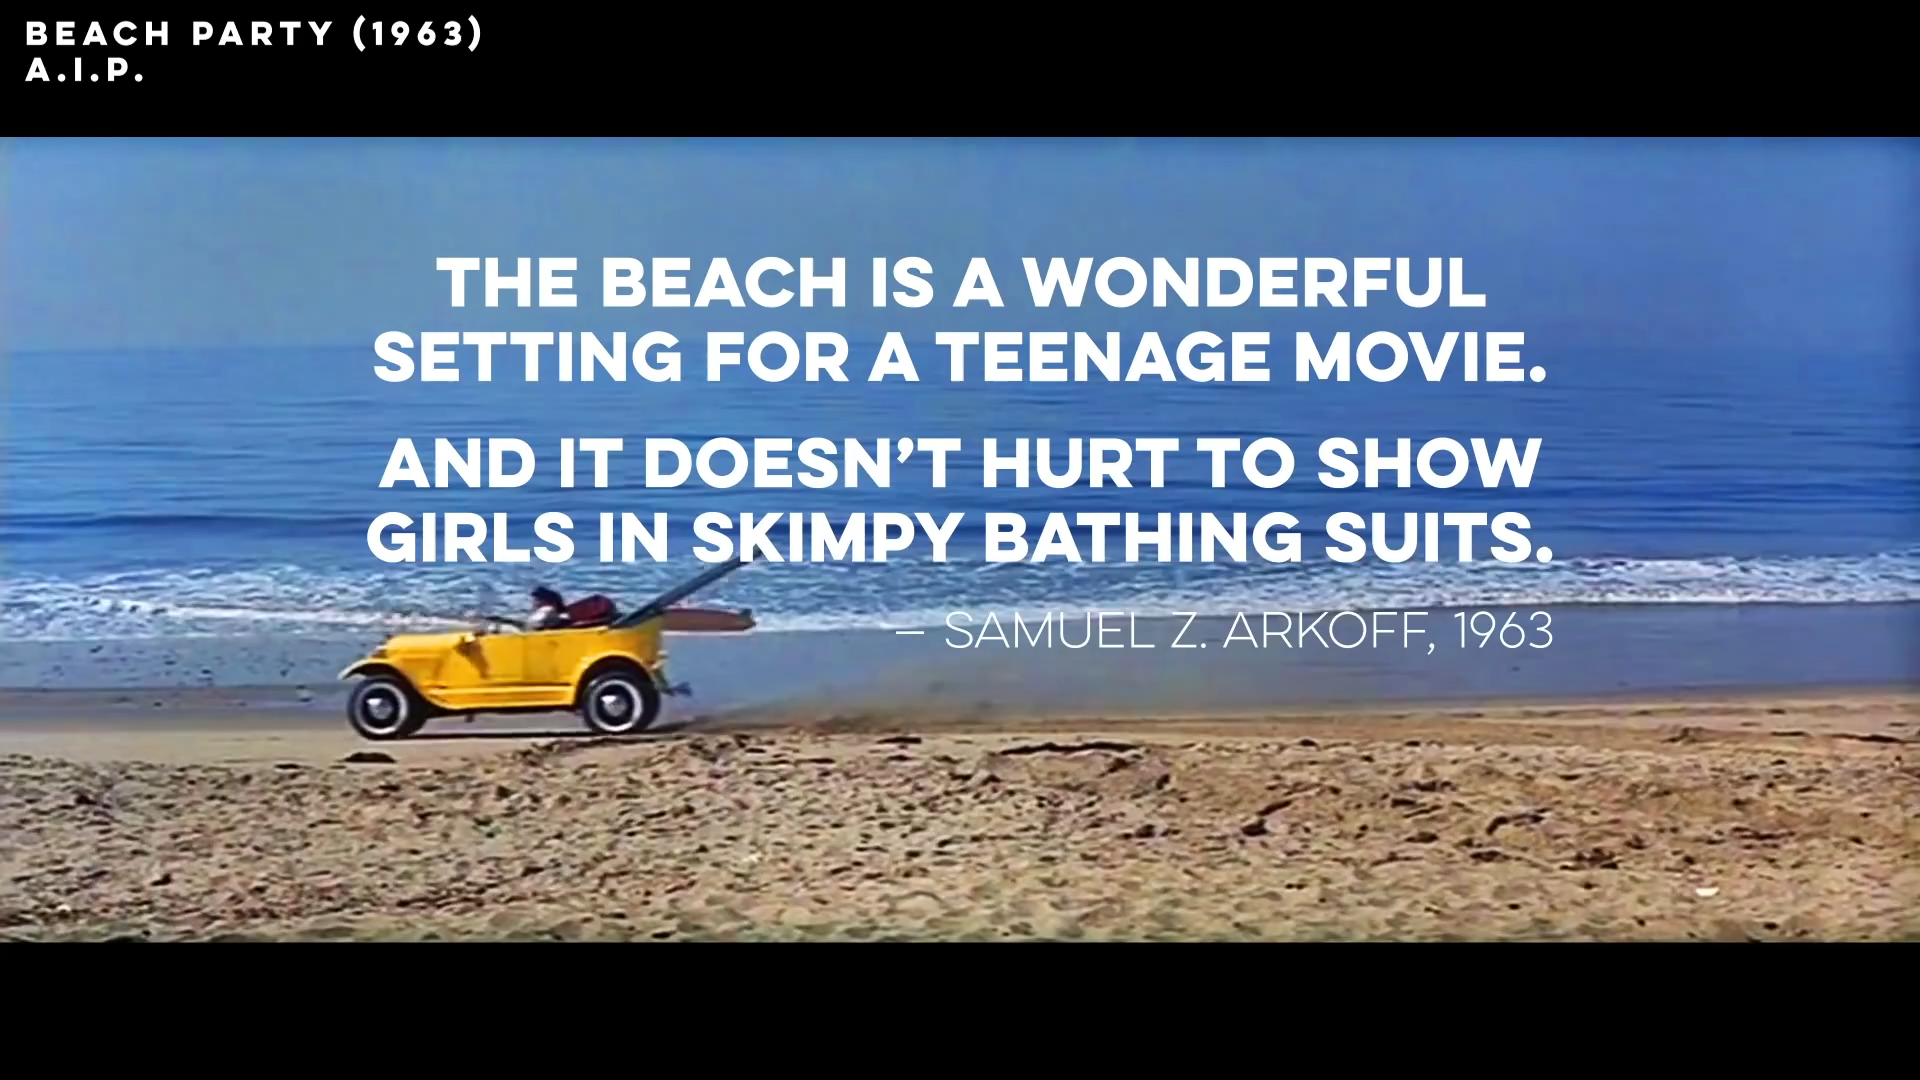 BEACH PARTY (1963)
A.I.P.
THE BEACH IS A WONDERFUL
SETTING FOR A TEENAGE MOVIE.
AND IT DOESN’T HURT TO SHOW
GIRLS IN SKIMPY BATHING SUITS.
– SAMUEL Z. ARKOFF, 1963